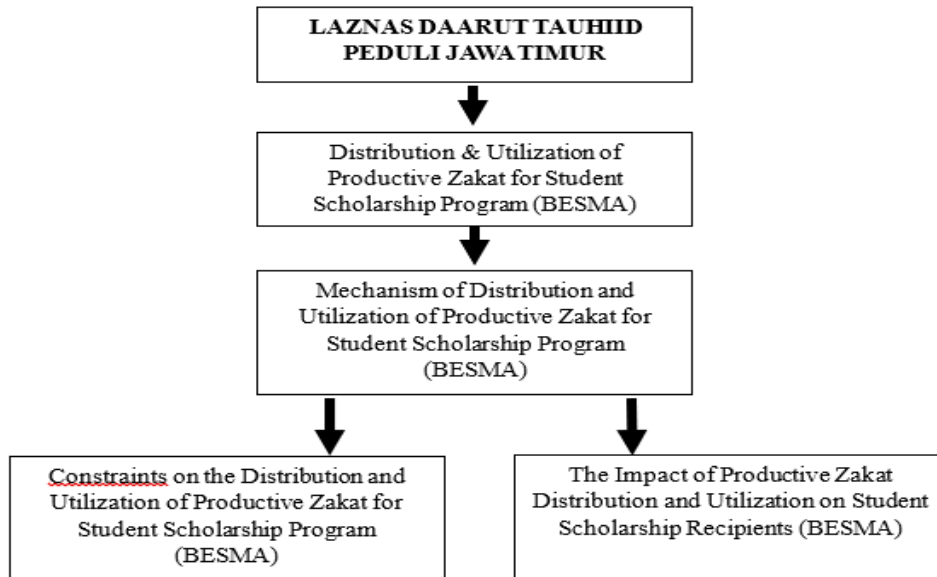 LAZNAS DAARUT TAUHIID
PEDULI JAWA TIMUR
Distribution & Utilization of
Productive Zakat for Student
Scholarship Program (BESMA)
Mechanism of Distribution and
Utilization of Productive Zakat for
Student Scholarship Program
(BESMA)
Constraints on the Distribution and
Utilization of Productive Zakat for
Student Scholarship Program
(BESMA)
The Impact of Productive Zakat
Distribution and Utilization on Student
Scholarship Recipients (BESMA)